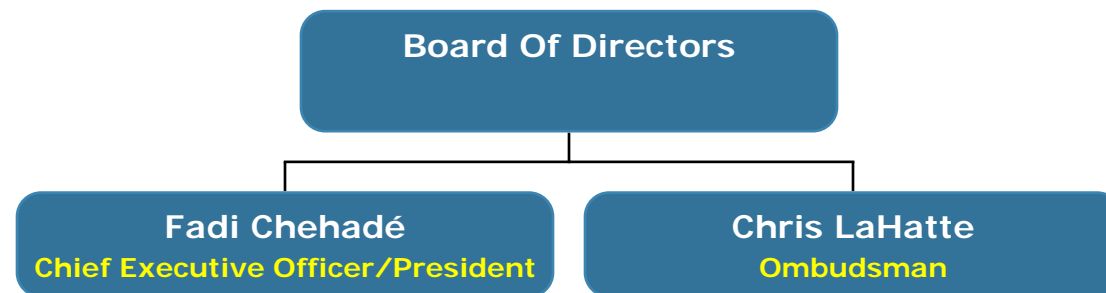 Board Of Directors
Fadi Chehadé
Chief Executive Officer/President
Chris LaHatte
Ombudsman